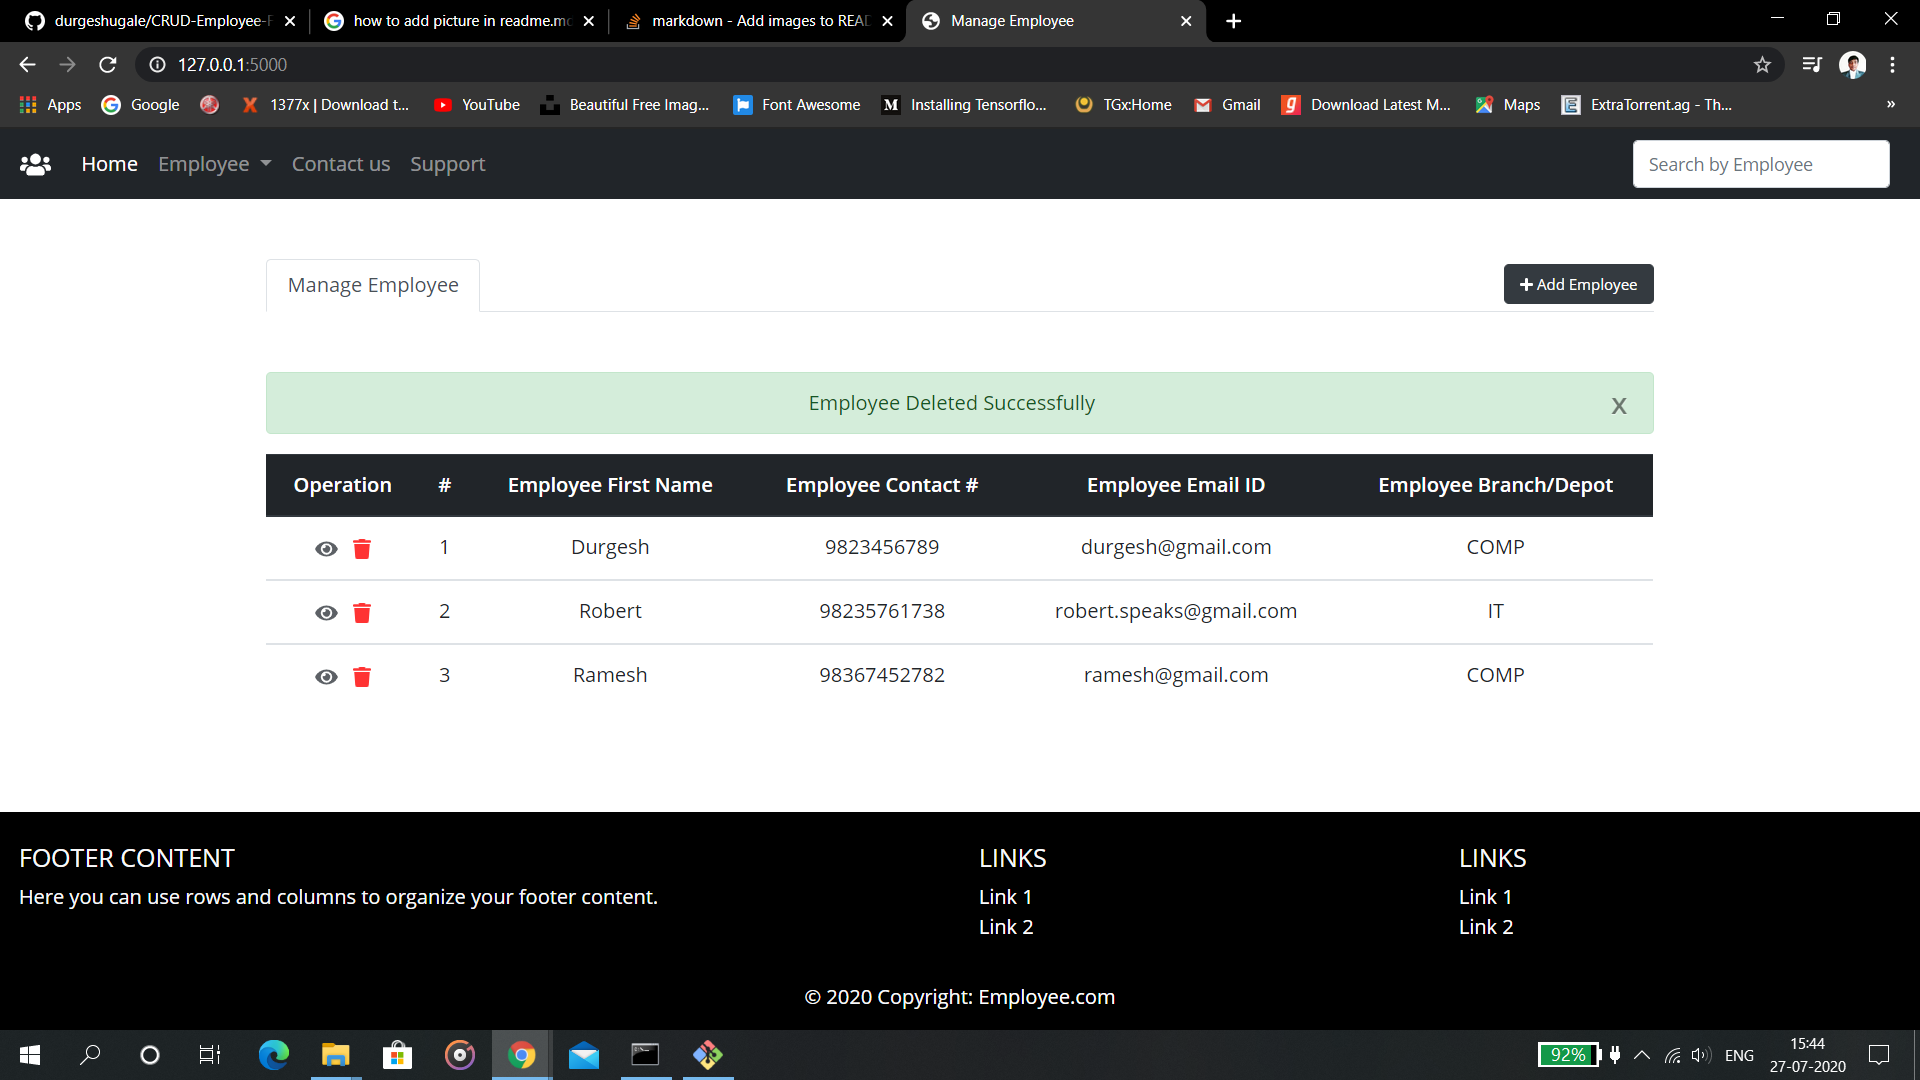 durgeshugale/CRUD-Employee-F
how to add picture in readme.md
markdown - Add images to READ
Manage Employee
127.0.0.1:5000
Apps Google 1377x | Download t... YouTube Beautiful Free Imag... Font Awesome Installing Tensorflo... TGx:Home Gmail Download Latest M... Maps ExtraTorrent.ag - Th... »
Home Employee Contact us Support Search by Employee
Manage Employee
+ Add Employee
Employee Deleted Successfully X
Operation # Employee First Name Employee Contact # Employee Email ID Employee Branch/Depot
1 Durgesh 9823456789 durgesh@gmail.com COMP
2 Robert 98235761738 robert.speaks@gmail.com IT
3 Ramesh 98367452782 ramesh@gmail.com COMP
FOOTER CONTENT
Here you can use rows and columns to organize your footer content.
LINKS
Link 1
Link 2
LINKS
Link 1
Link 2
© 2020 Copyright: Employee.com
92% ENG
15:44
27-07-2020